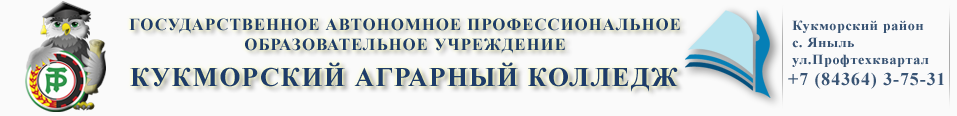 ГОСУДАРСТВЕННОЕ АВТОНОМНОЕ ПРОФЕССИОНАЛЬНОЕ
ОБРАЗОВАТЕЛЬНОЕ УЧРЕЖДЕНИЕ
КУКМОРСКИЙ АГРАРНЫЙ КОЛЛЕДЖ
Кукморский район
с. Яныль
ул.Профтехквартал
+7 (84364) 3-75-31